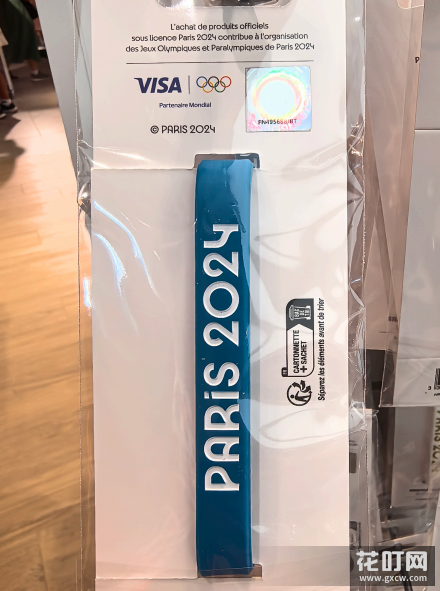 L'achat de produits officiels
sous licence Paris 2024 contribue à l'organisation
des Jeux Olympiques et Paralympiques de Paris 2024
VISA
Partenaire Mondial
© PARIS 2024
PARIS 2024
FR
CARTONNETTE
+ SACHET
Séparez les éléments avant de trier
花叮网
www.gxcw.com